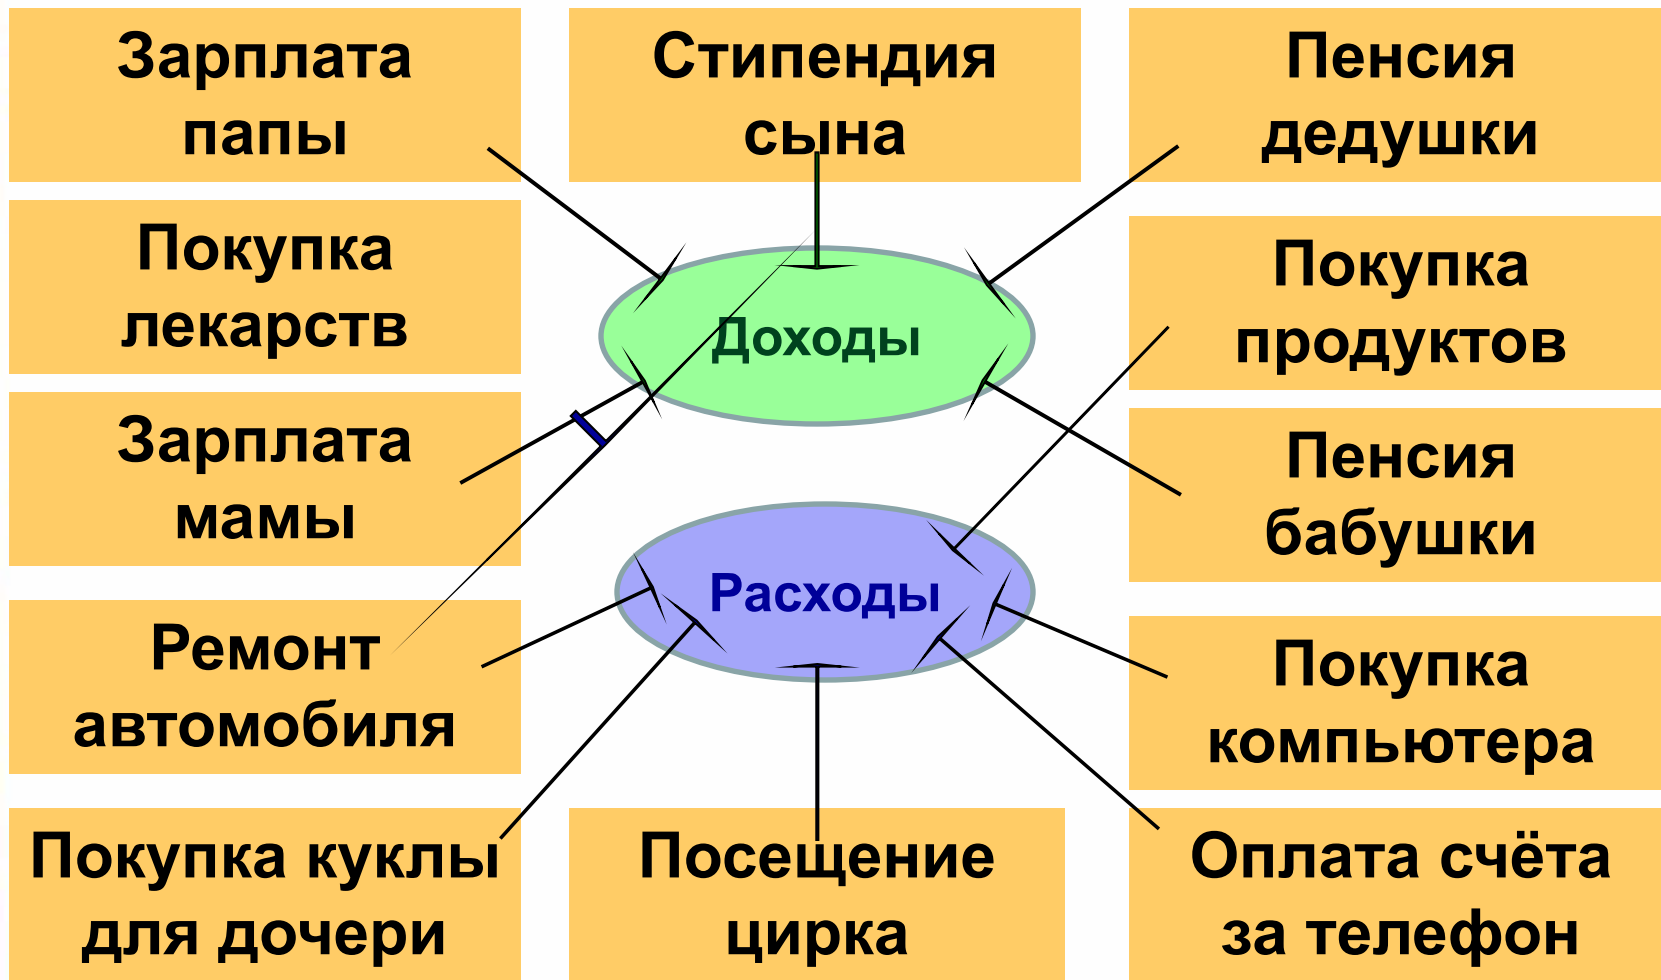 Зарплата
папы
Стипендия
сына
Пенсия
дедушки
Покупка
лекарств
Покупка
продуктов
Доходы
Зарплата
мамы
Пенсия
бабушки
Расходы
Ремонт
автомобиля
Покупка
компьютера
Покупка куклы
для дочери
Посещение
цирка
Оплата счёта
за телефон